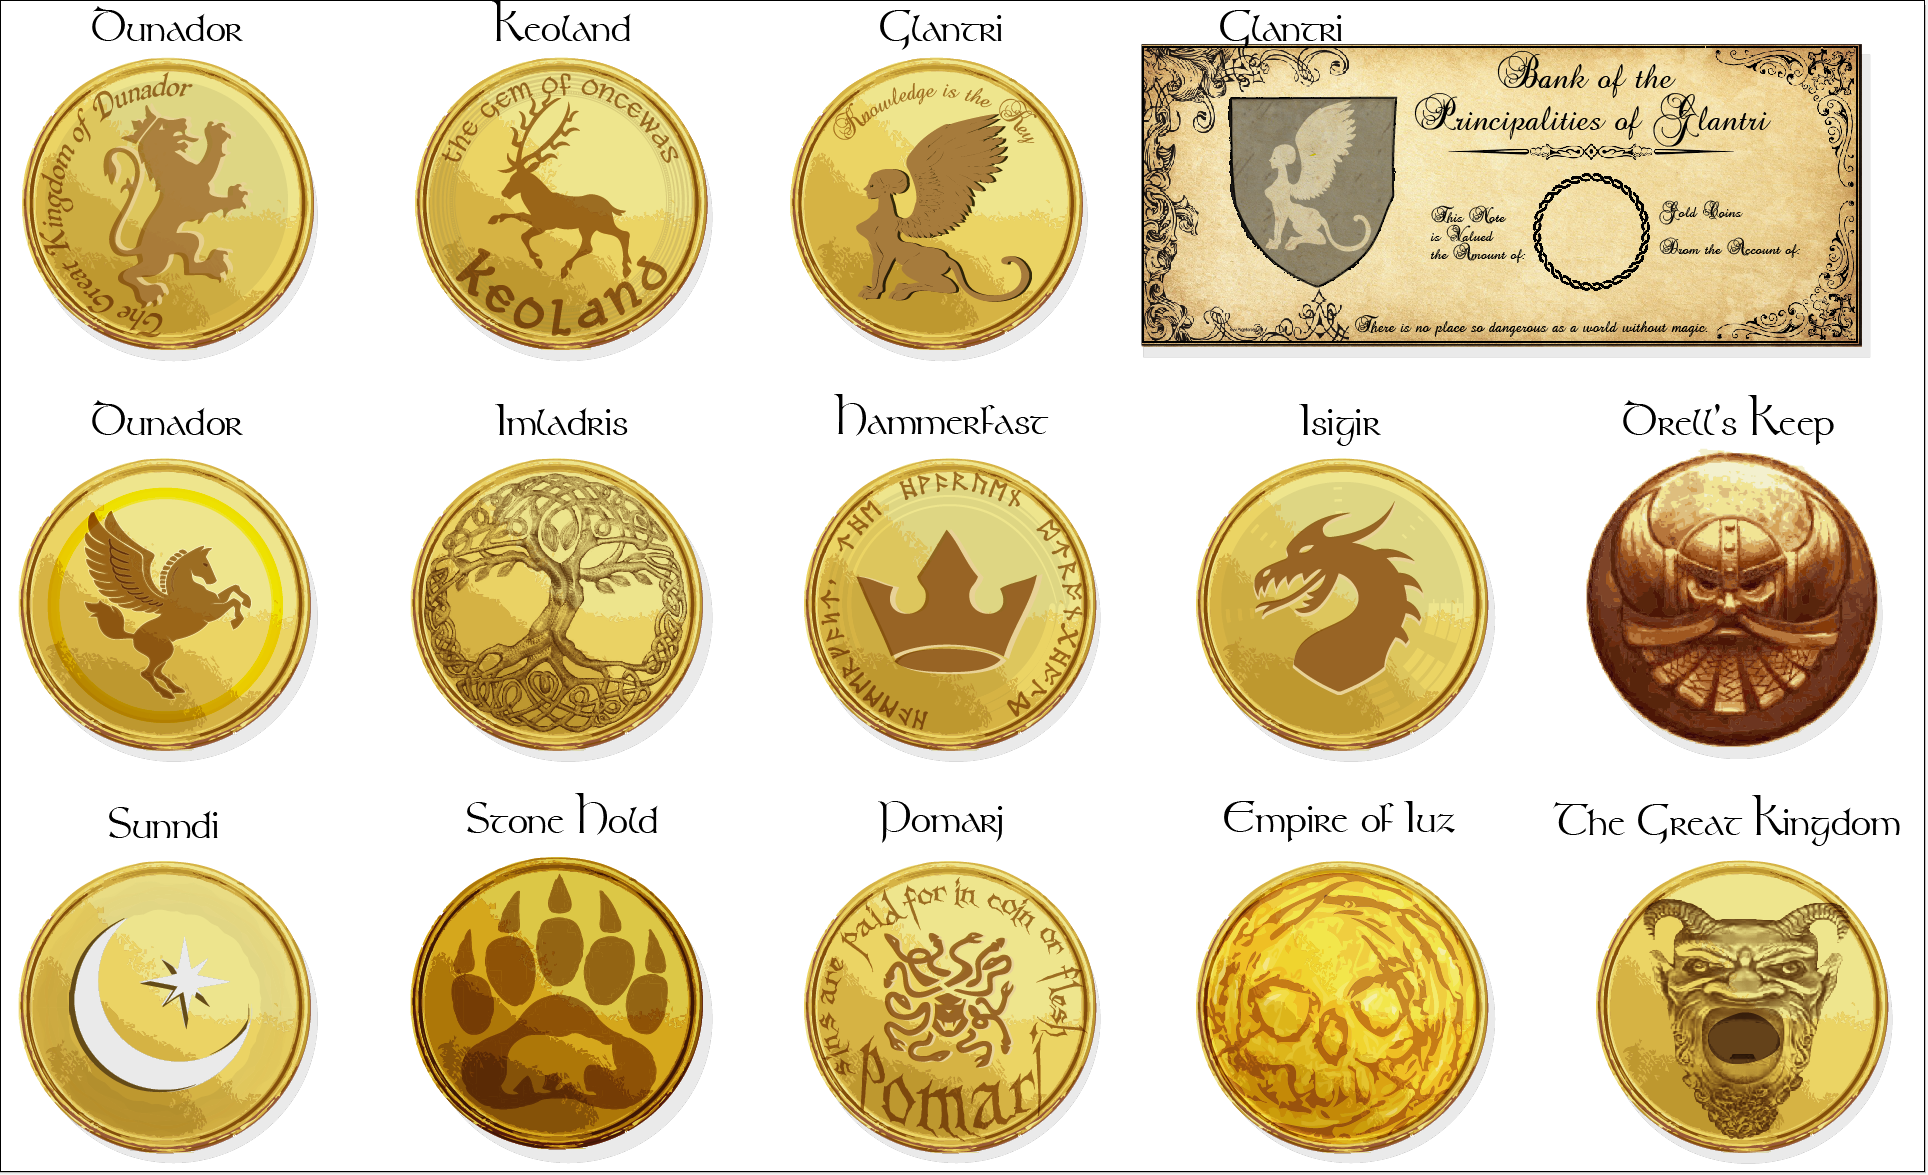 Dunador
Keoland
Glantri
Glantri
The Great Kingdom of Dunador
the gem of oncewas
Keoland
Knowledge is the Key
Bank of the
Principalities of Glantri
This Note
is Valued
the Amount of:
Gold Coins
From the Account of:
There is no place so dangerous as a world without magic.
Dunador
Imladris
Hammerfast
Isigir
Drell's Keep
Sunndi
Stone Hold
Pomarj
Empire of Iuz
The Great Kingdom
sins are paid for in coin or flesh
Pomarj